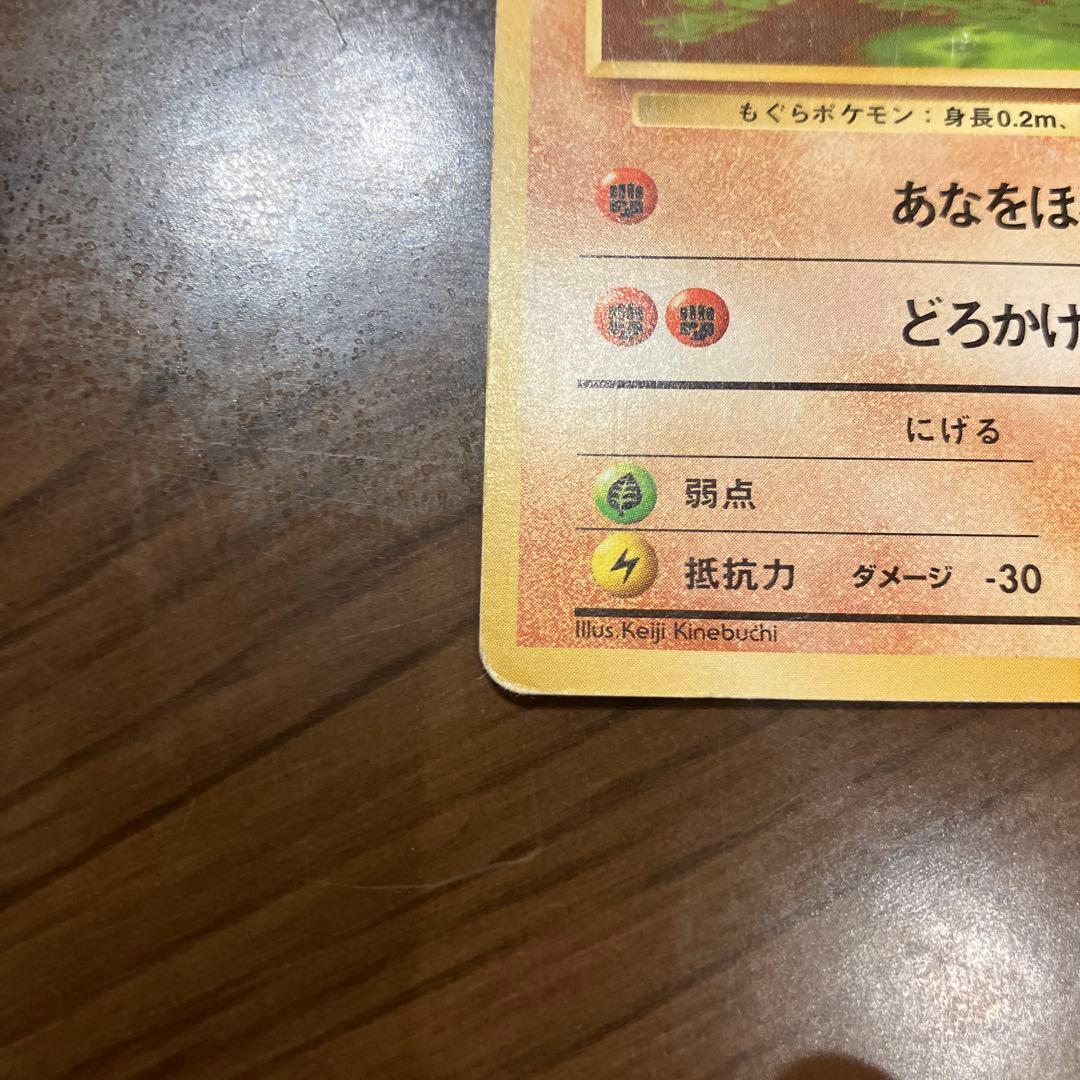 もぐらポケモン：身長0.2m、
あなをほ
どろかけ
にげる
弱点
抵抗力 ダメージ -30
Illus. Keiji Kinebuchi